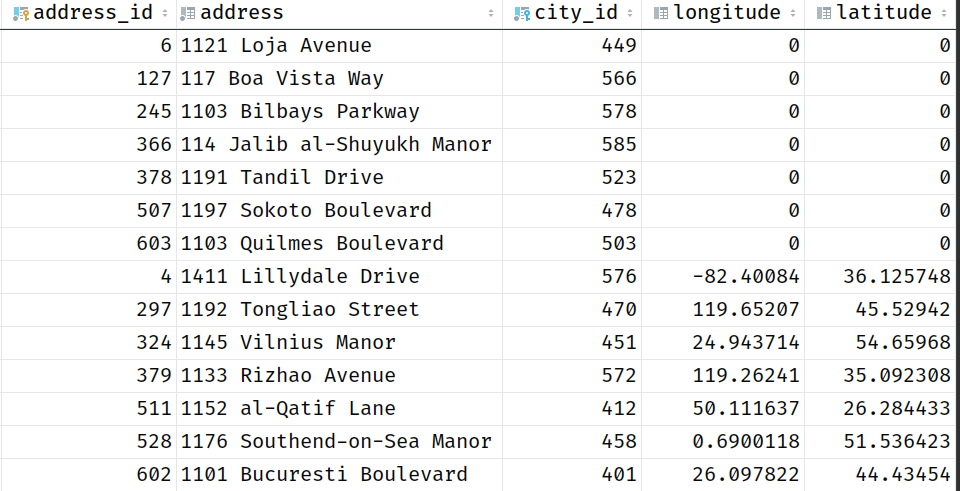 address_id address city_id longitude latitude
6 1121 Loja Avenue 449 0 0
127 117 Boa Vista Way 566 0 0
245 1103 Bilbays Parkway 578 0 0
366 114 Jalib al-Shuyukh Manor 585 0 0
378 1191 Tandil Drive 523 0 0
507 1197 Sokoto Boulevard 478 0 0
603 1103 Quilmes Boulevard 503 0 0
4 1411 Lillydale Drive 576 -82.40084 36.125748
297 1192 Tongliao Street 470 119.65207 45.52942
324 1145 Vilnius Manor 451 24.943714 54.65968
379 1133 Rizhao Avenue 572 119.26241 35.092308
511 1152 al-Qatif Lane 412 50.111637 26.284433
528 1176 Southend-on-Sea Manor 458 0.6900118 51.536423
602 1101 Bucuresti Boulevard 401 26.097822 44.43454